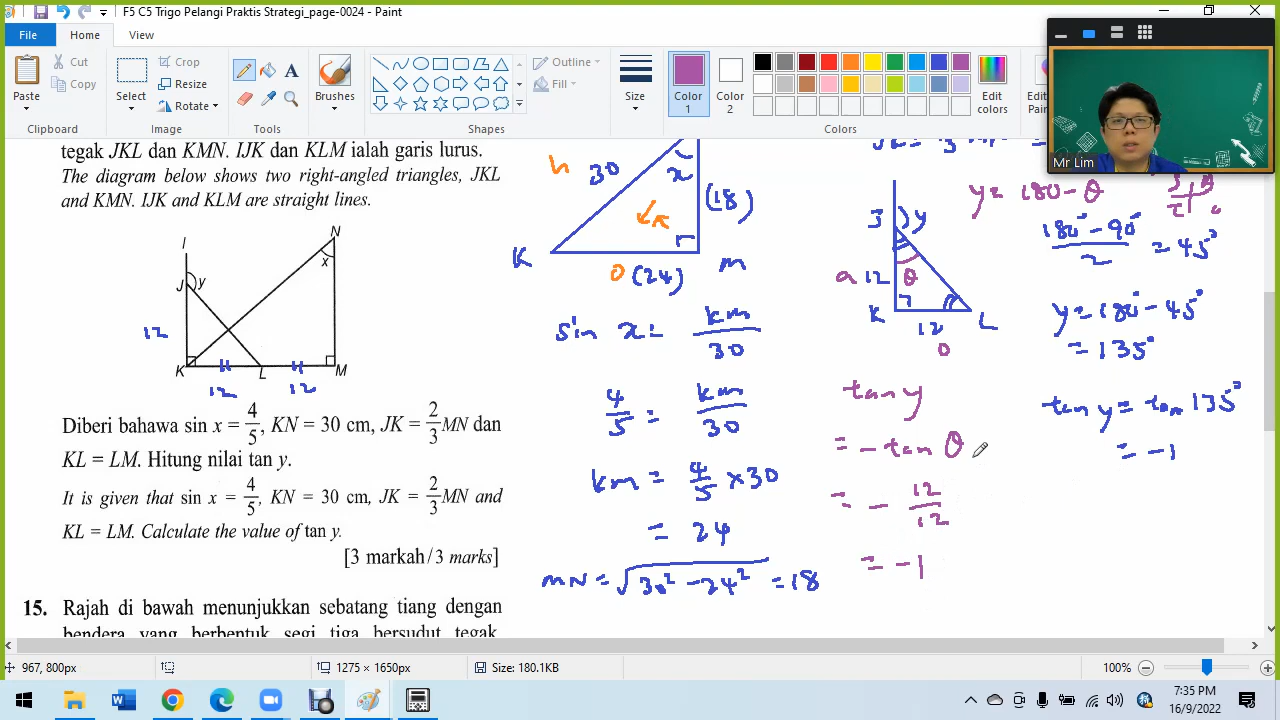 F5 C5 Trigo Pelangi Praktis Strategi_page-0024 - Paint
File
Home
View
Cut
Copy
Paste
Clipboard
Select
Crop
Resize
Rotate
Image
A
Tools
Brushes
Outline
Fill
Shapes
Size
Color 1
Color 2
Colors
Edit colors
Mr Lim
tegak JKL dan KMN. IJK dan KLM ialah garis lurus.
The diagram below shows two right-angled triangles, JKL
and KMN. IJK and KLM are straight lines.
I
N
x
J
y
12
K
L
M
12
12
Diberi bahawa sin x = 4/5, KN = 30 cm, JK = 2/3 MN dan
KL = LM. Hitung nilai tan y.
It is given that sin x = 4/5, KN = 30 cm, JK = 2/3 MN and
KL = LM. Calculate the value of tan y.
[3 markah/3 marks]
15. Rajah di bawah menunjukkan sebatang tiang dengan
bendera yang berbentuk segi tiga bersudut tegak
h
30
x
(18)
K
o (24)
m
sin x = km/30
4/5 = km/30
km = 4/5 × 30
= 24
mN = √30² - 24² = 18
J
y
a 12
θ
K
12
L
o
tan y
= - tan θ
= - 12/12
= -1
y = 180 - θ
180° - 90°/2 = 45°
y = 180° - 45°
= 135°
tan y = tan 135°
= -1
967, 800px
1275 × 1650px
Size: 180.1KB
100%
7:35 PM
16/9/2022